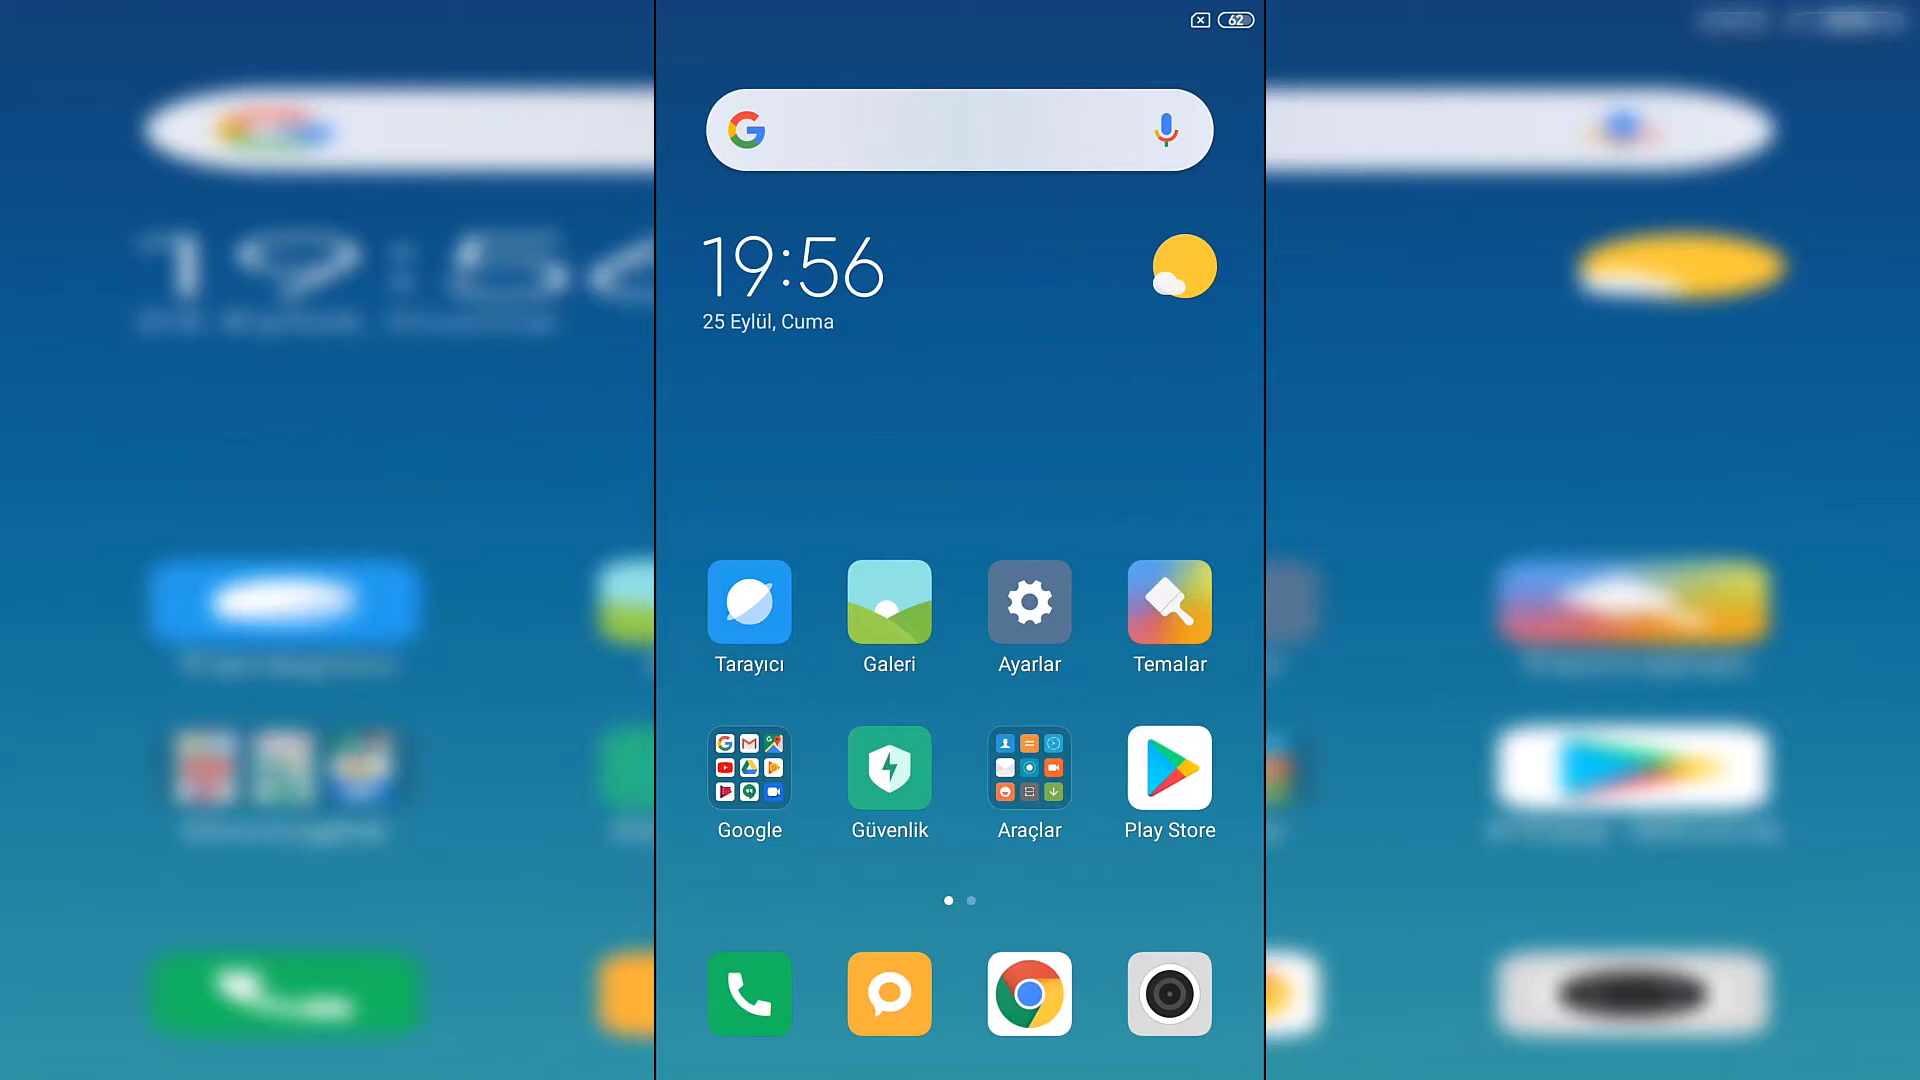 62
19:56
25 Eylül, Cuma
Tarayıcı
Galeri
Ayarlar
Temalar
Google
Güvenlik
Araçlar
Play Store